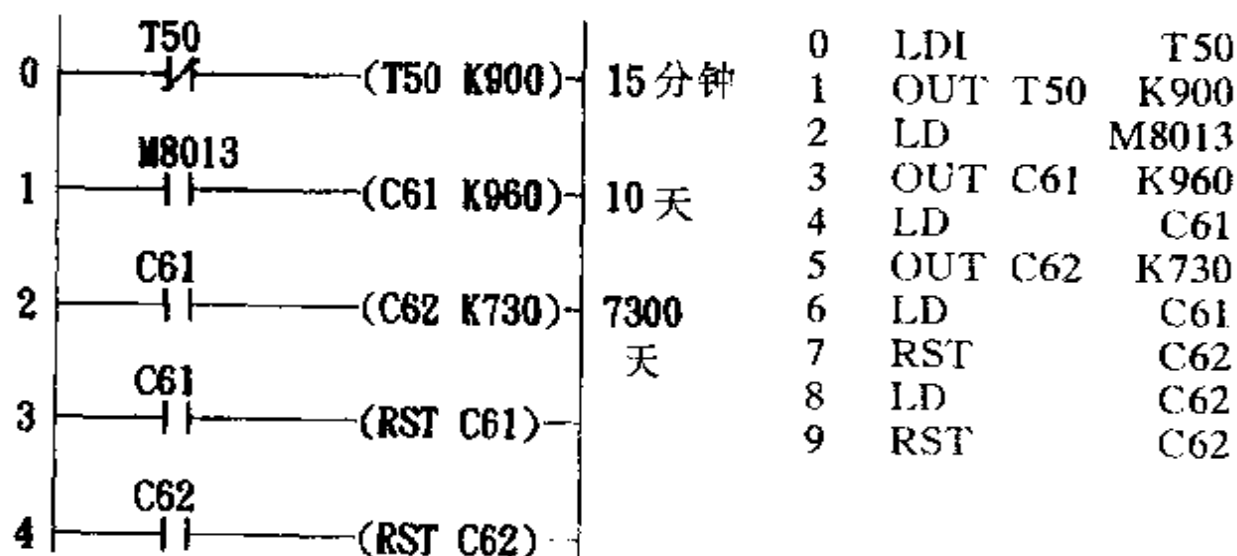 T50
0 (T50 K900) 15分钟
M8013
1 (C61 K960) 10天
C61
2 (C62 K730) 7300
天
C61
3 (RST C61)
C62
4 (RST C62)
0 LDI T50
1 OUT T50 K900
2 LD M8013
3 OUT C61 K960
4 LD C61
5 OUT C62 K730
6 LD C61
7 RST C62
8 LD C62
9 RST C62